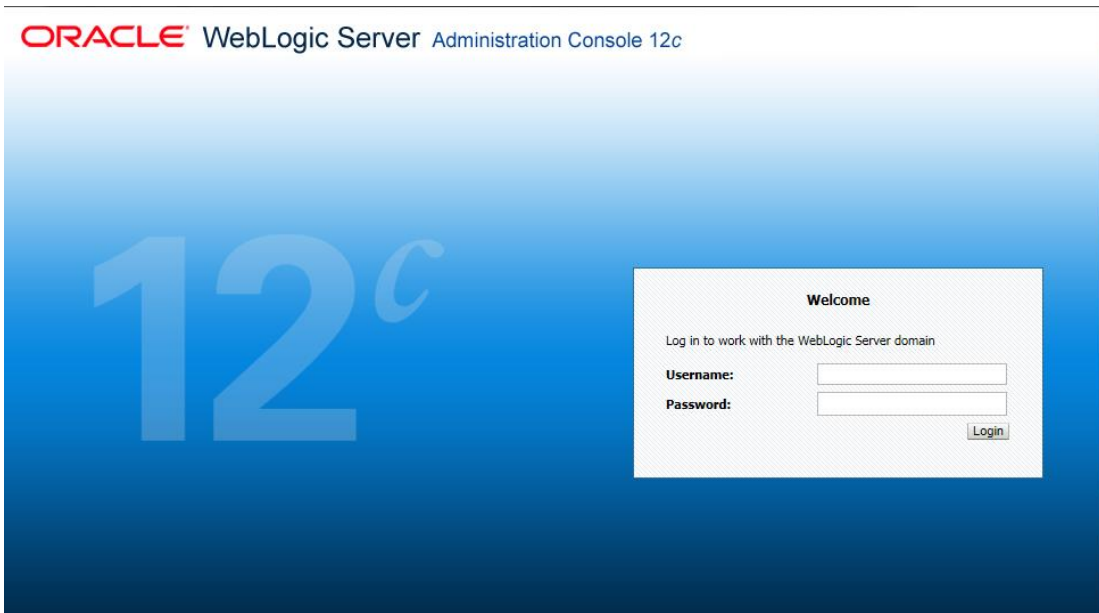 ORACLE WebLogic Server Administration Console 12c
12c
Welcome
Log in to work with the WebLogic Server domain
Username:
Password:
Login